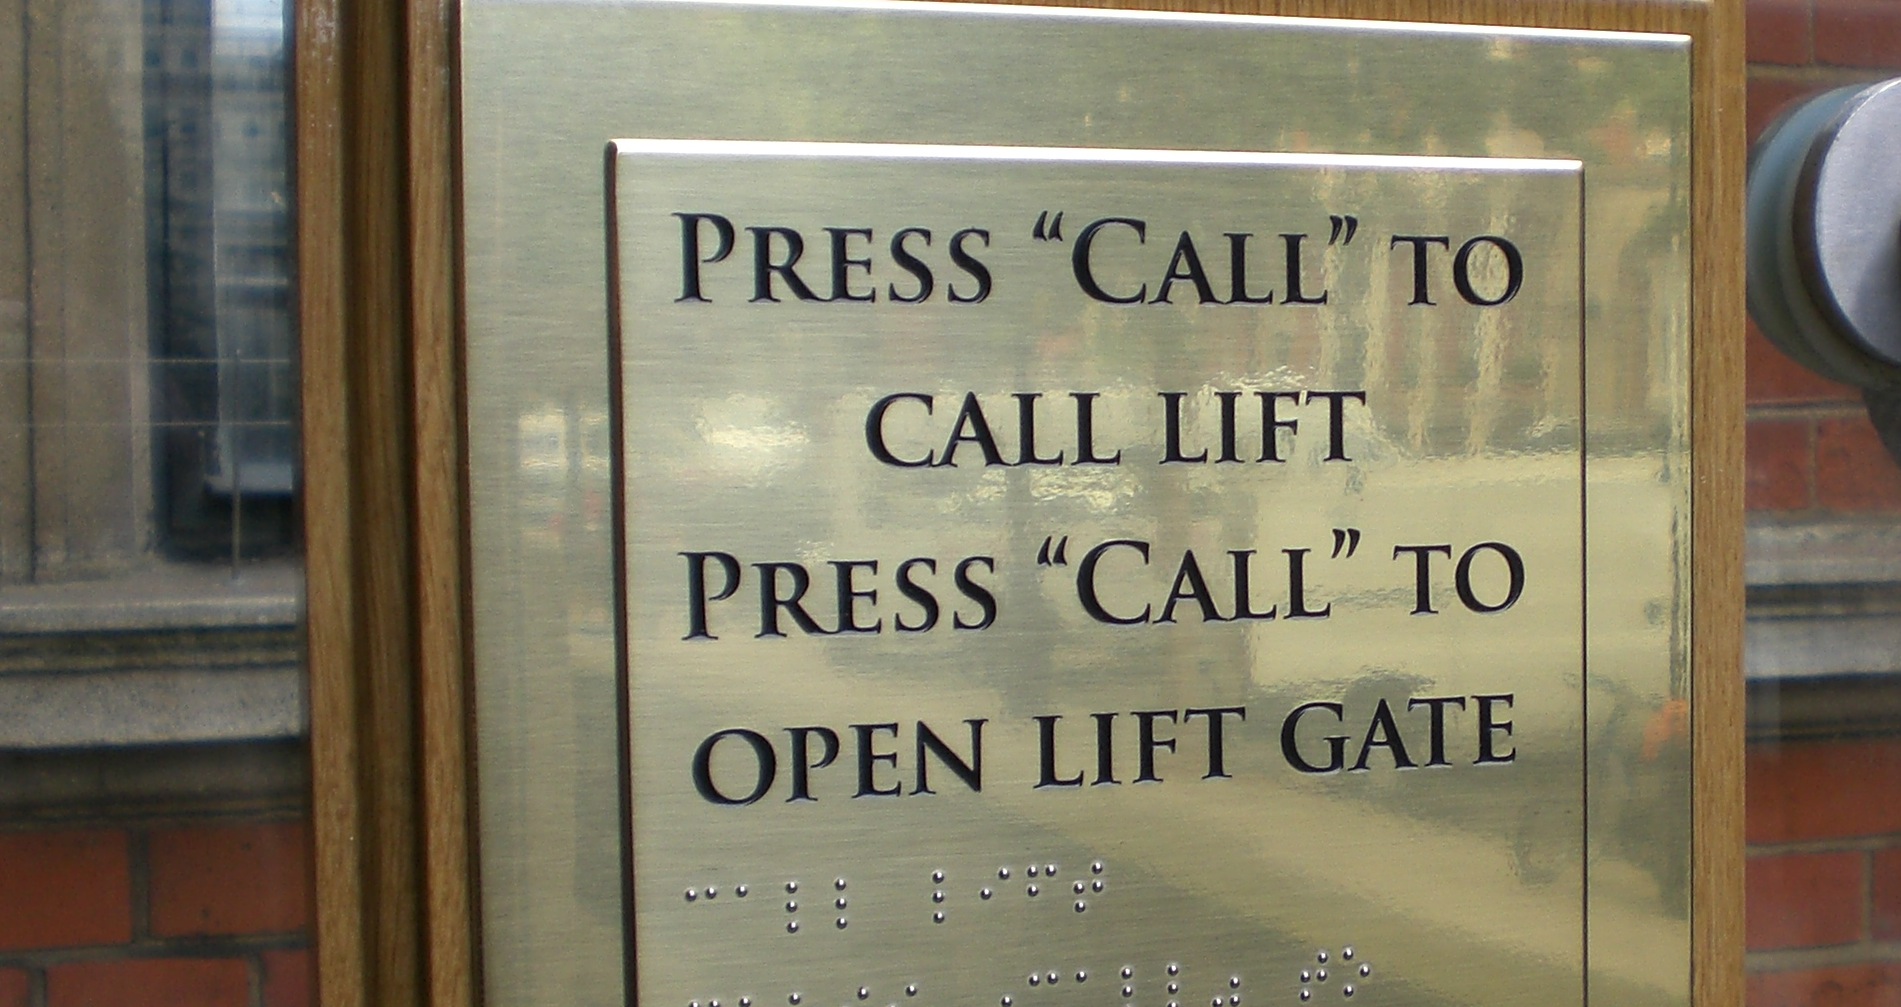 PRESS “CALL” TO
CALL LIFT
PRESS “CALL” TO
OPEN LIFT GATE
⠉⠁⠇⠇ ⠇⠊⠋⠞